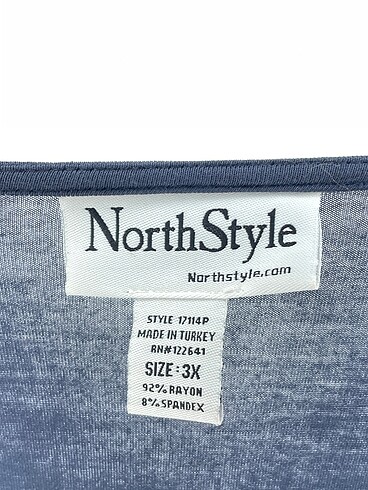 NorthStyle
Northstyle.com
STYLE 17114P
MADE IN TURKEY
RN#122641
SIZE: 3X
92% RAYON
8% SPANDEX